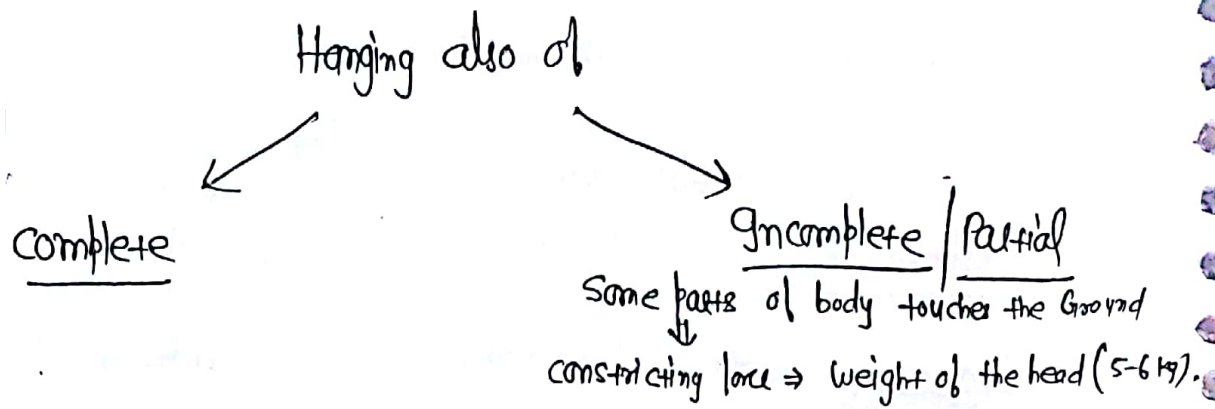 Hanging also of
complete
Incomplete / Partial
Some parts of body touches the Ground
constricting force ⇒ weight of the head (5-6 kg).